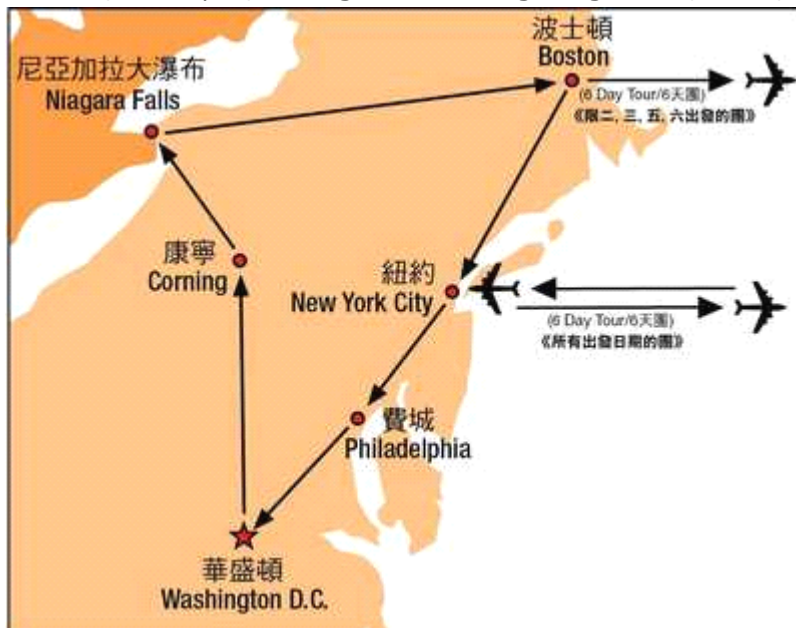 波士頓
Boston
(6 Day Tour/6天團)
《限二, 三, 五, 六出發的團》
尼亞加拉大瀑布
Niagara Falls
康寧
Corning
紐約
New York City
(6 Day Tour/6天團)
《所有出發日期的團》
費城
Philadelphia
華盛頓
Washington D.C.